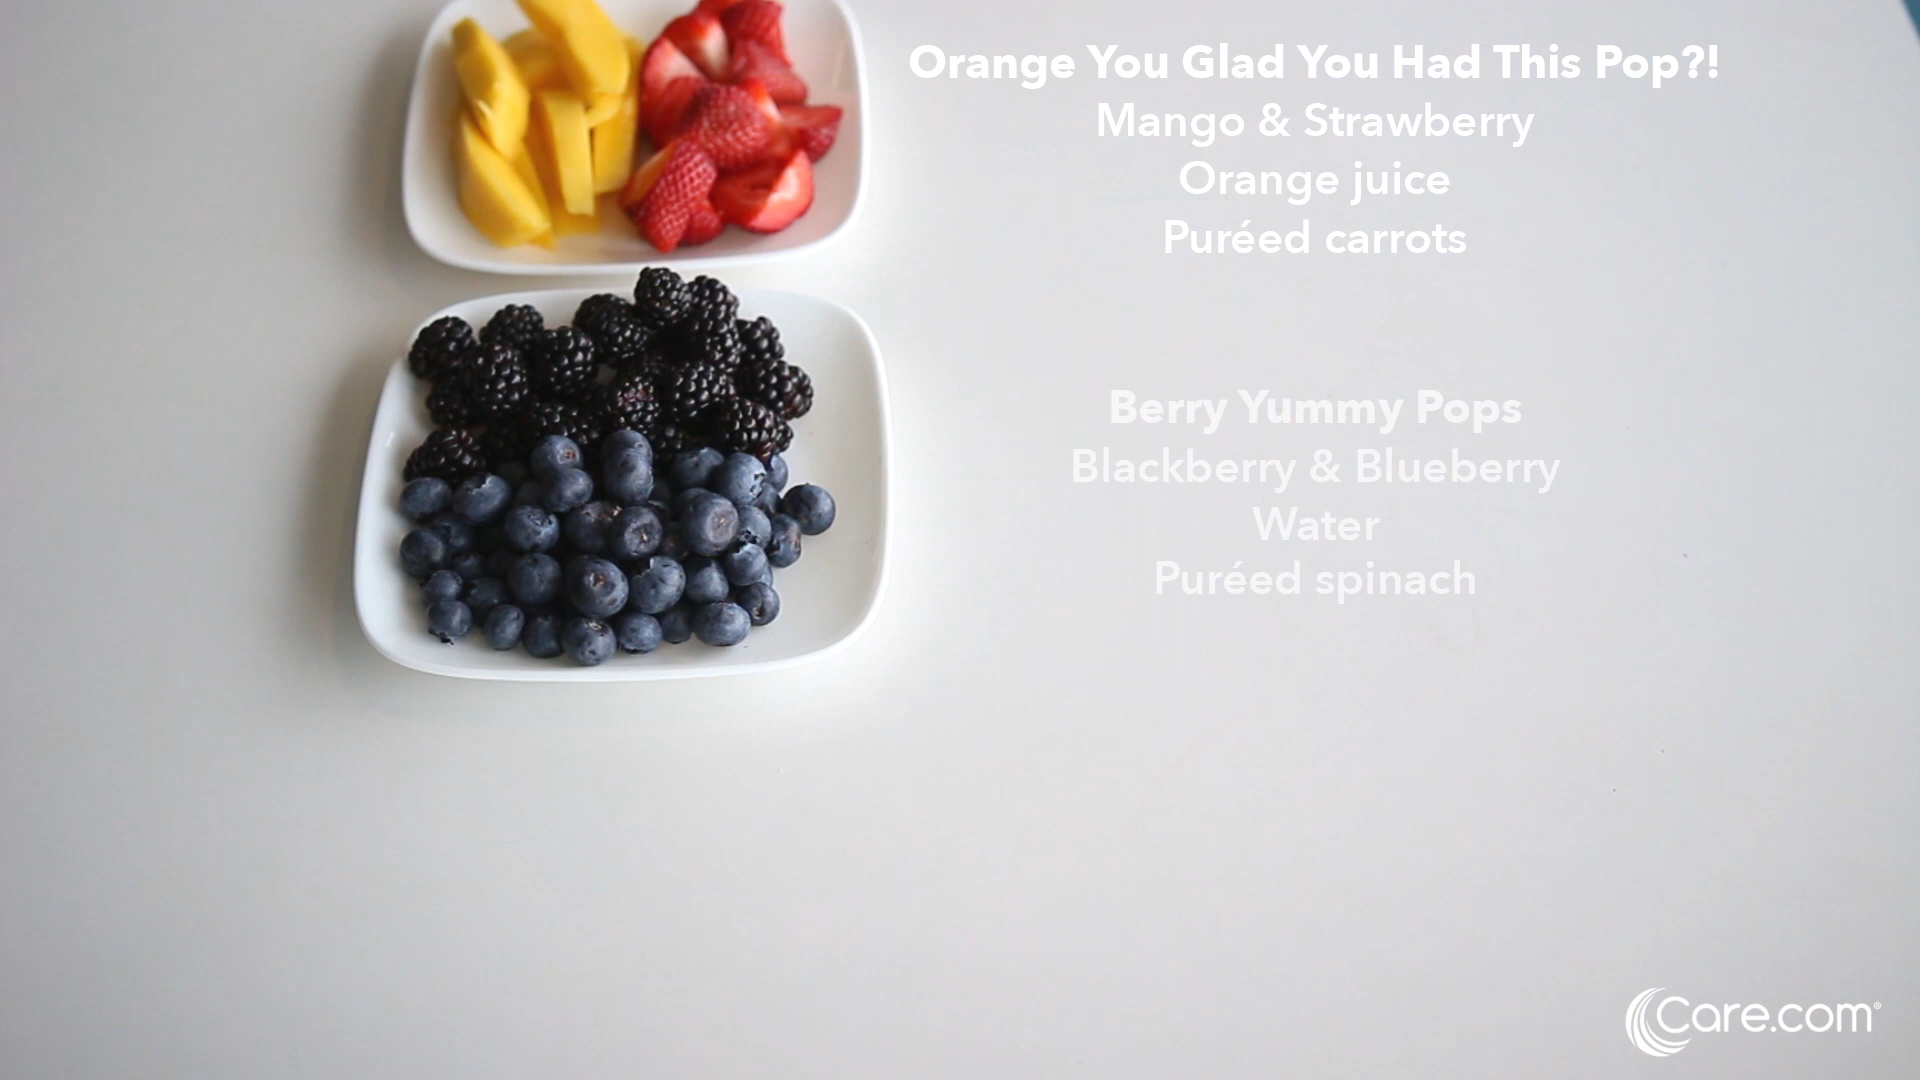 Orange You Glad You Had This Pop?!
Mango & Strawberry
Orange juice
Puréed carrots
Berry Yummy Pops
Blackberry & Blueberry
Water
Puréed spinach
Care.com®